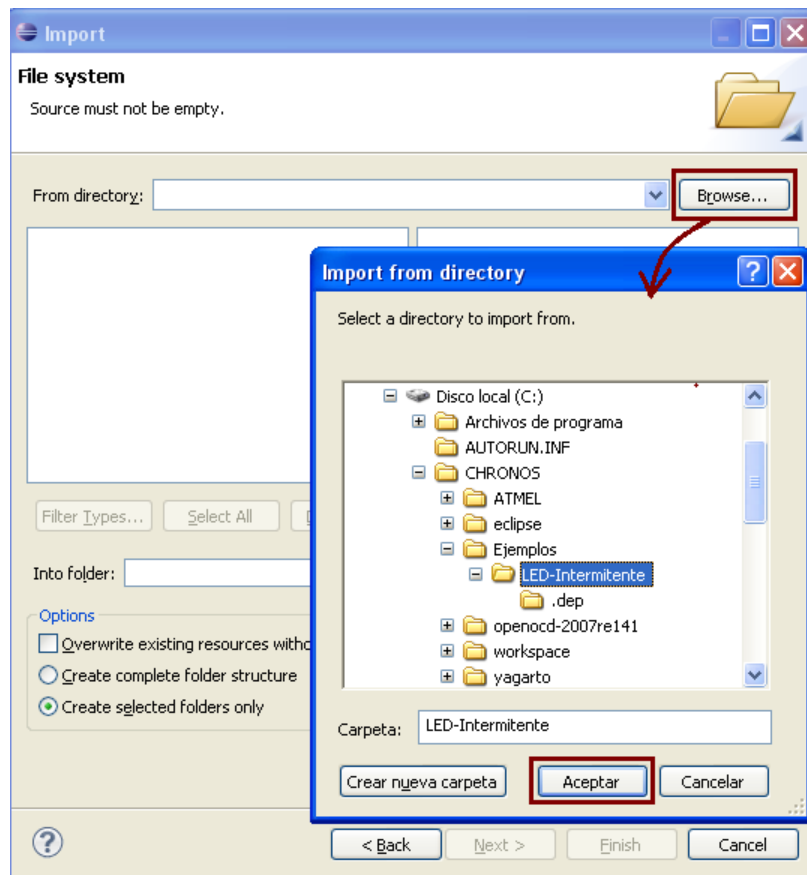 Import
File system
Source must not be empty.
From directory:
Browse...
Import from directory
Select a directory to import from.
Disco local (C:)
Archivos de programa
AUTORUN.INF
CHRONOS
ATMEL
eclipse
Ejemplos
LED-Intermitente
.dep
openocd-2007re141
workspace
yagarto
Filter Types...
Select All
Into folder:
Options
Overwrite existing resources witho
Create complete folder structure
Create selected folders only
Carpeta: LED-Intermitente
Crear nueva carpeta
Aceptar
Cancelar
< Back
Next >
Finish
Cancel